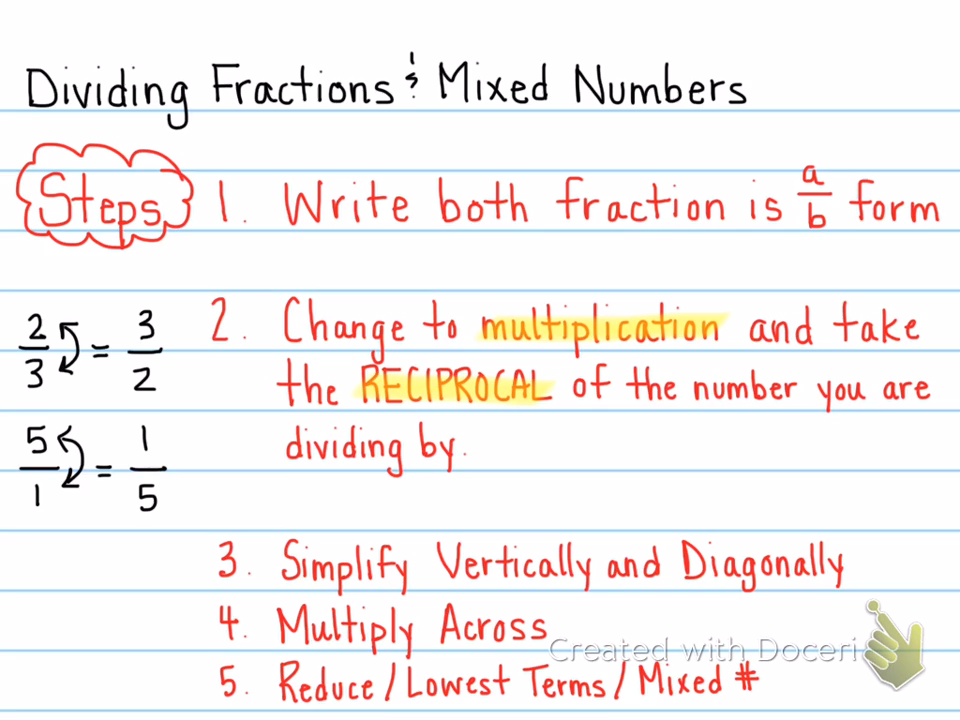 Dividing Fractions & Mixed Numbers
Steps
1. Write both fraction is a/b form
2/3 = 3/2
2. Change to multiplication and take
the RECIPROCAL of the number you are
dividing by.
5/1 = 1/5
3. Simplify Vertically and Diagonally
4. Multiply Across
Created with Doceri
5. Reduce / Lowest Terms / Mixed #